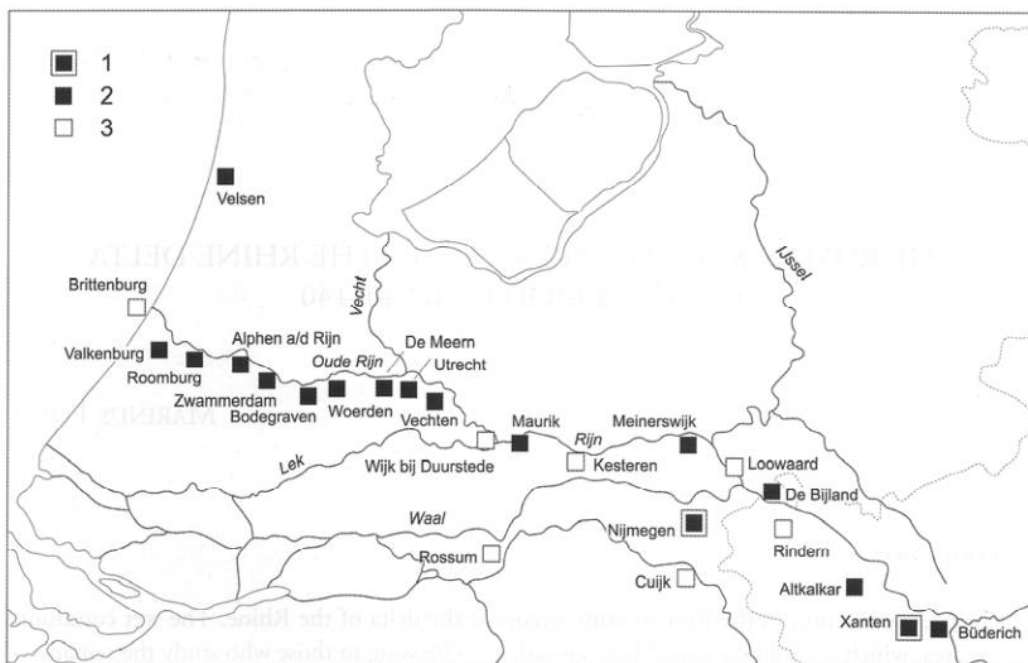 1
2
3
Velsen
Brittenburg
Vecht
IJssel
Valkenburg
Alphen a/d Rijn
De Meern
Oude Rijn
Utrecht
Roomburg
Zwammerdam
Bodegraven
Woerden
Vechten
Maurik
Meinerswijk
Rijn
Lek
Wijk bij Duurstede
Kesteren
Loowaard
De Bijland
Waal
Nijmegen
Rindern
Rossum
Cuijk
Altkalkar
Xanten
Büderich